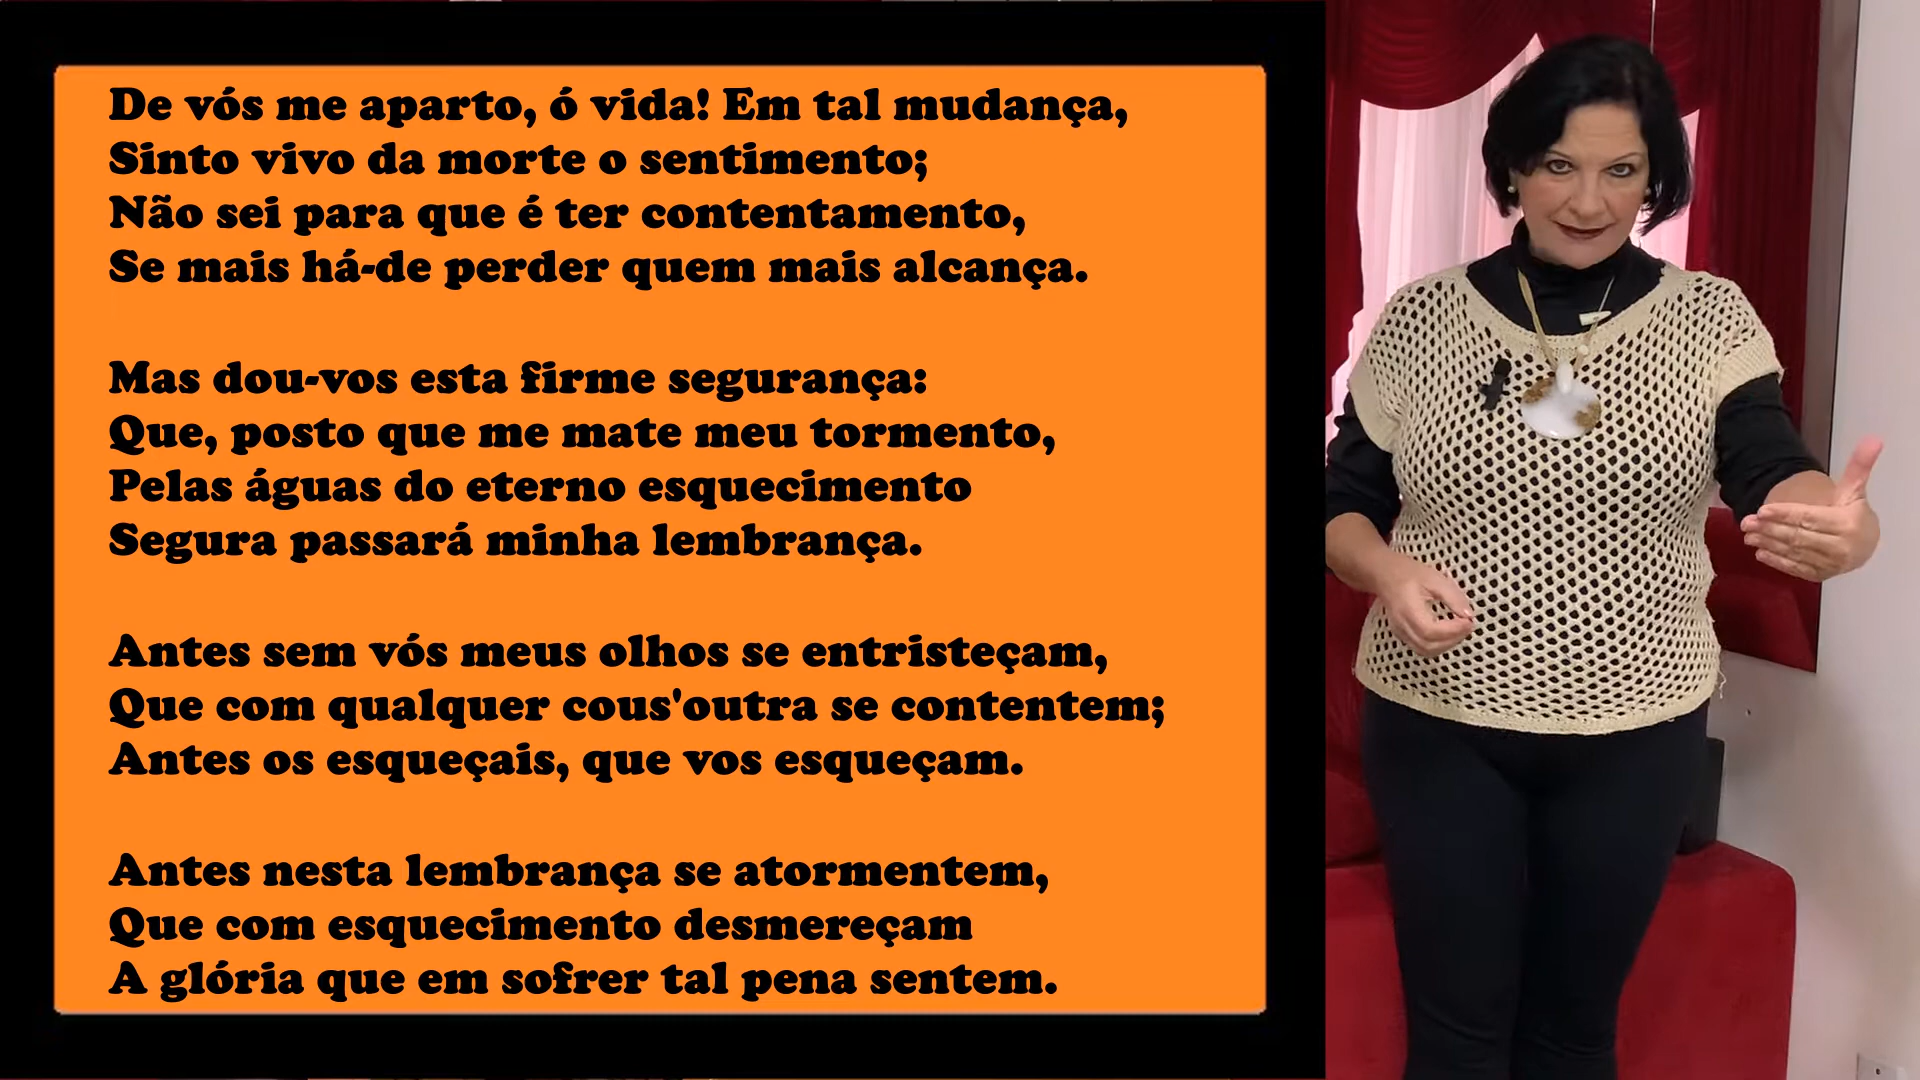 De vós me aparto, ó vida! Em tal mudança,
Sinto vivo da morte o sentimento;
Não sei para que é ter contentamento,
Se mais há-de perder quem mais alcança.
Mas dou-vos esta firme segurança:
Que, posto que me mate meu tormento,
Pelas águas do eterno esquecimento
Segura passará minha lembrança.
Antes sem vós meus olhos se entristeçam,
Que com qualquer cous'outra se contentem;
Antes os esqueçais, que vos esqueçam.
Antes nesta lembrança se atormentem,
Que com esquecimento desmereçam
A glória que em sofrer tal pena sentem.